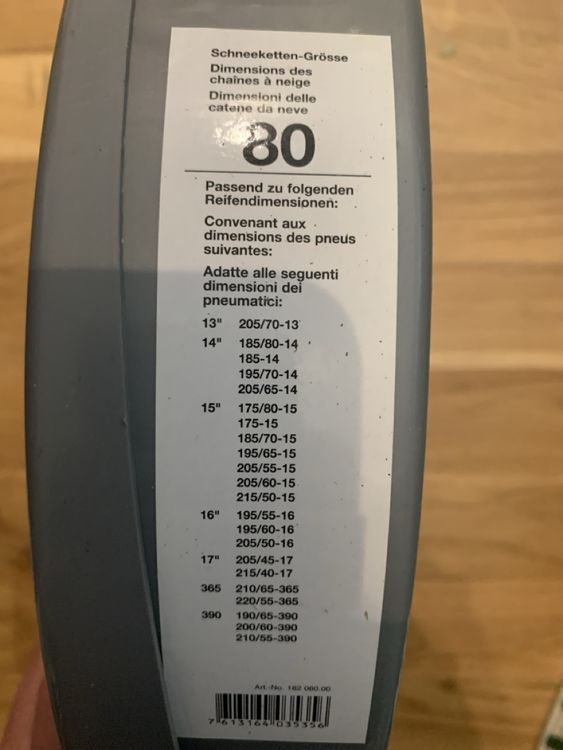 Schneeketten-Grösse
Dimensions des
chaînes à neige
Dimensioni delle
catene da neve
80
Passend zu folgenden
Reifendimensionen:
Convenant aux
dimensions des pneus
suivantes:
Adatte alle seguenti
dimensioni dei
pneumatici:
13" 205/70-13
14" 185/80-14
185-14
195/70-14
205/65-14
15" 175/80-15
175-15
185/70-15
195/65-15
205/55-15
205/60-15
215/50-15
16" 195/55-16
195/60-16
205/50-16
17" 205/45-17
215/40-17
365 210/65-365
220/55-365
390 190/65-390
200/60-390
210/55-390
Art.-No. 182 080.00
7 613164 035356